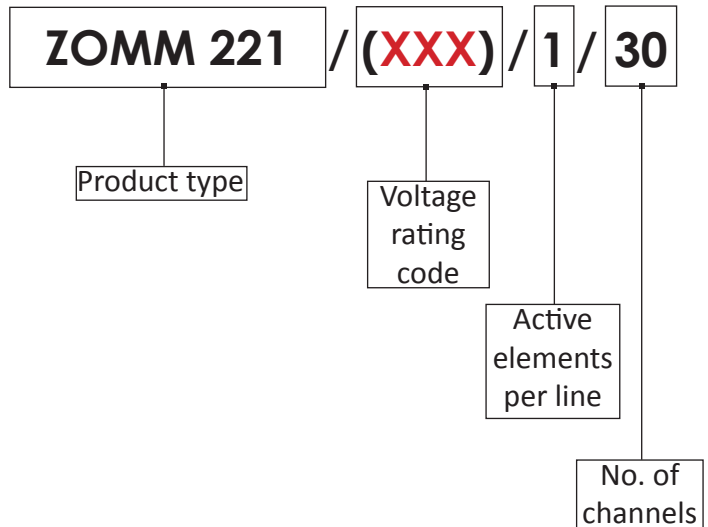 ZOMM 221 / (XXX) / 1 / 30
Product type
Voltage
rating
code
Active
elements
per line
No. of
channels